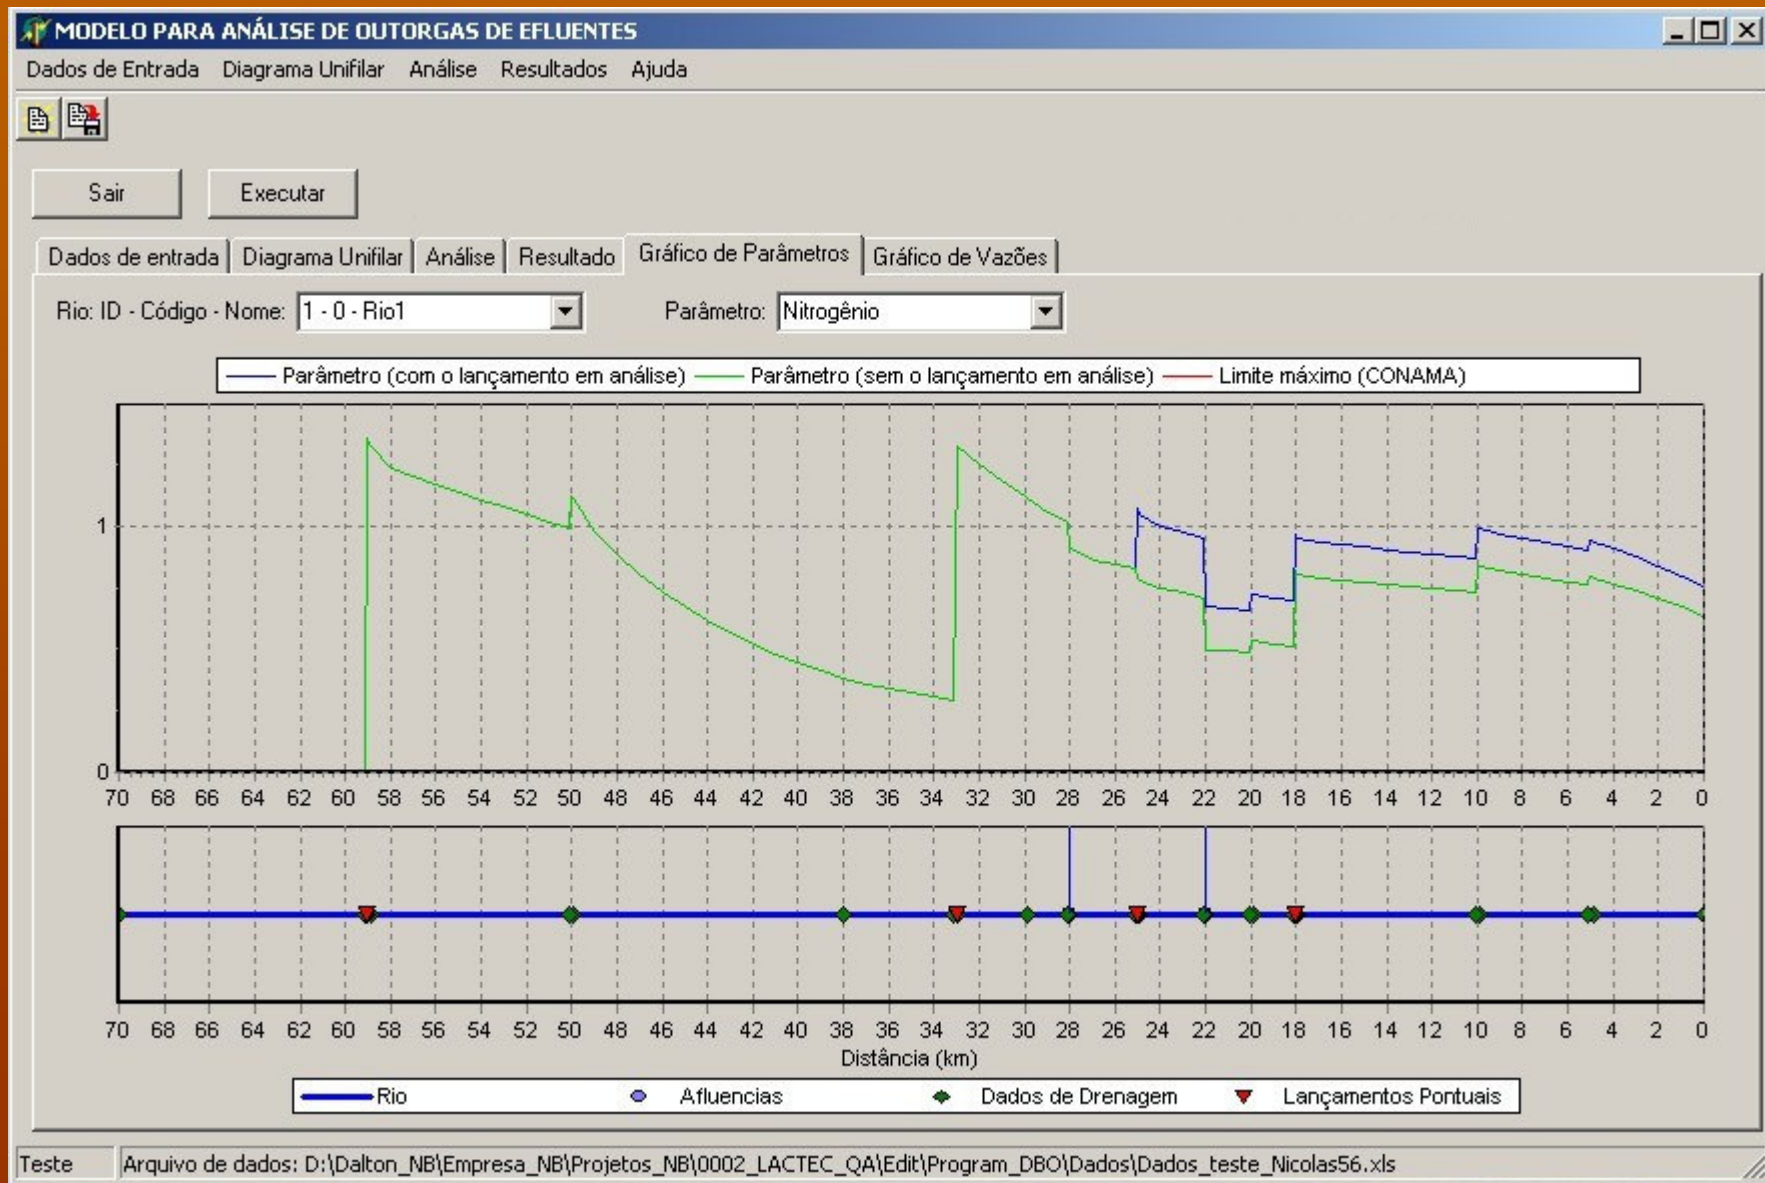 MODELO PARA ANÁLISE DE OUTORGAS DE EFLUENTES
Dados de Entrada Diagrama Unifilar Análise Resultados Ajuda
Sair Executar
Dados de entrada Diagrama Unifilar Análise Resultado Gráfico de Parâmetros Gráfico de Vazões
Rio: ID - Código - Nome: 1 - 0 - Rio1 Parâmetro: Nitrogênio
Parâmetro (com o lançamento em análise) Parâmetro (sem o lançamento em análise) Limite máximo (CONAMA)
1
0
70 68 66 64 62 60 58 56 54 52 50 48 46 44 42 40 38 36 34 32 30 28 26 24 22 20 18 16 14 12 10 8 6 4 2 0
70 68 66 64 62 60 58 56 54 52 50 48 46 44 42 40 38 36 34 32 30 28 26 24 22 20 18 16 14 12 10 8 6 4 2 0
Distância (km)
Rio Afluencias Dados de Drenagem Lançamentos Pontuais
Teste Arquivo de dados: D:\Dalton_NB\Empresa_NB\Projetos_NB\0002_LACTEC_QA\Edit\Program_DBO\Dados\Dados_teste_Nicolas56.xls